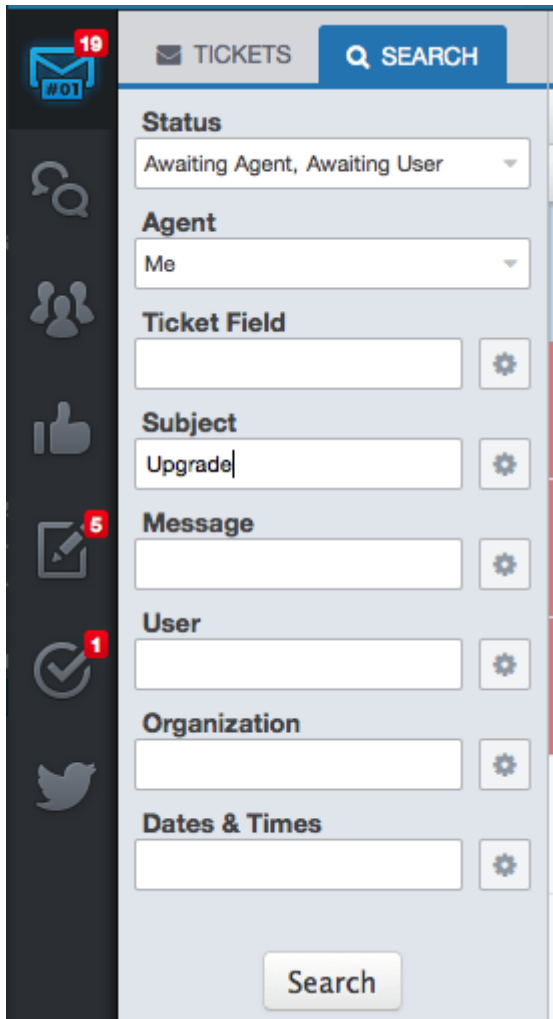 19
#01
TICKETS
SEARCH
Status
Awaiting Agent, Awaiting User
Agent
Me
Ticket Field
Subject
Upgrade
Message
5
User
1
Organization
Dates & Times
Search